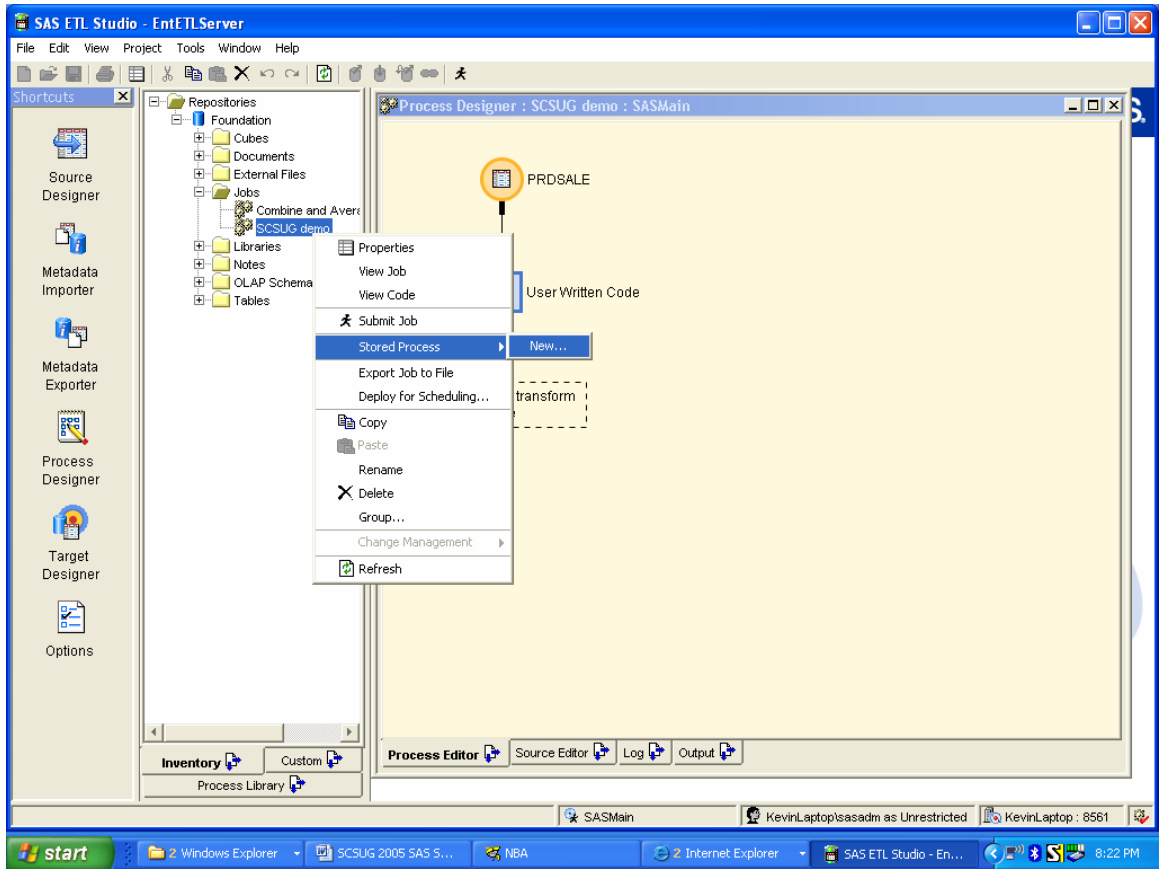 SAS ETL Studio - EntETLServer
File Edit View Project Tools Window Help
Shortcuts
Source
Designer
Metadata
Importer
Metadata
Exporter
Process
Designer
Target
Designer
Options
Repositories
Foundation
Cubes
Documents
External Files
Jobs
Combine and Avera
SCSUG demo
Libraries
Notes
OLAP Schema
Tables
Inventory
Custom
Process Library
Properties
View Job
View Code
Submit Job
Stored Process
New...
Export Job to File
Deploy for Scheduling...
Copy
Paste
Rename
Delete
Group...
Change Management
Refresh
Process Designer : SCSUG demo : SASMain
S.
PRDSALE
User Written Code
transform
Process Editor
Source Editor
Log
Output
SASMain
KevinLaptop\sasadm as Unrestricted
KevinLaptop : 8561
start
2 Windows Explorer
SCSUG 2005 SAS S...
NBA
2 Internet Explorer
SAS ETL Studio - En...
8:22 PM